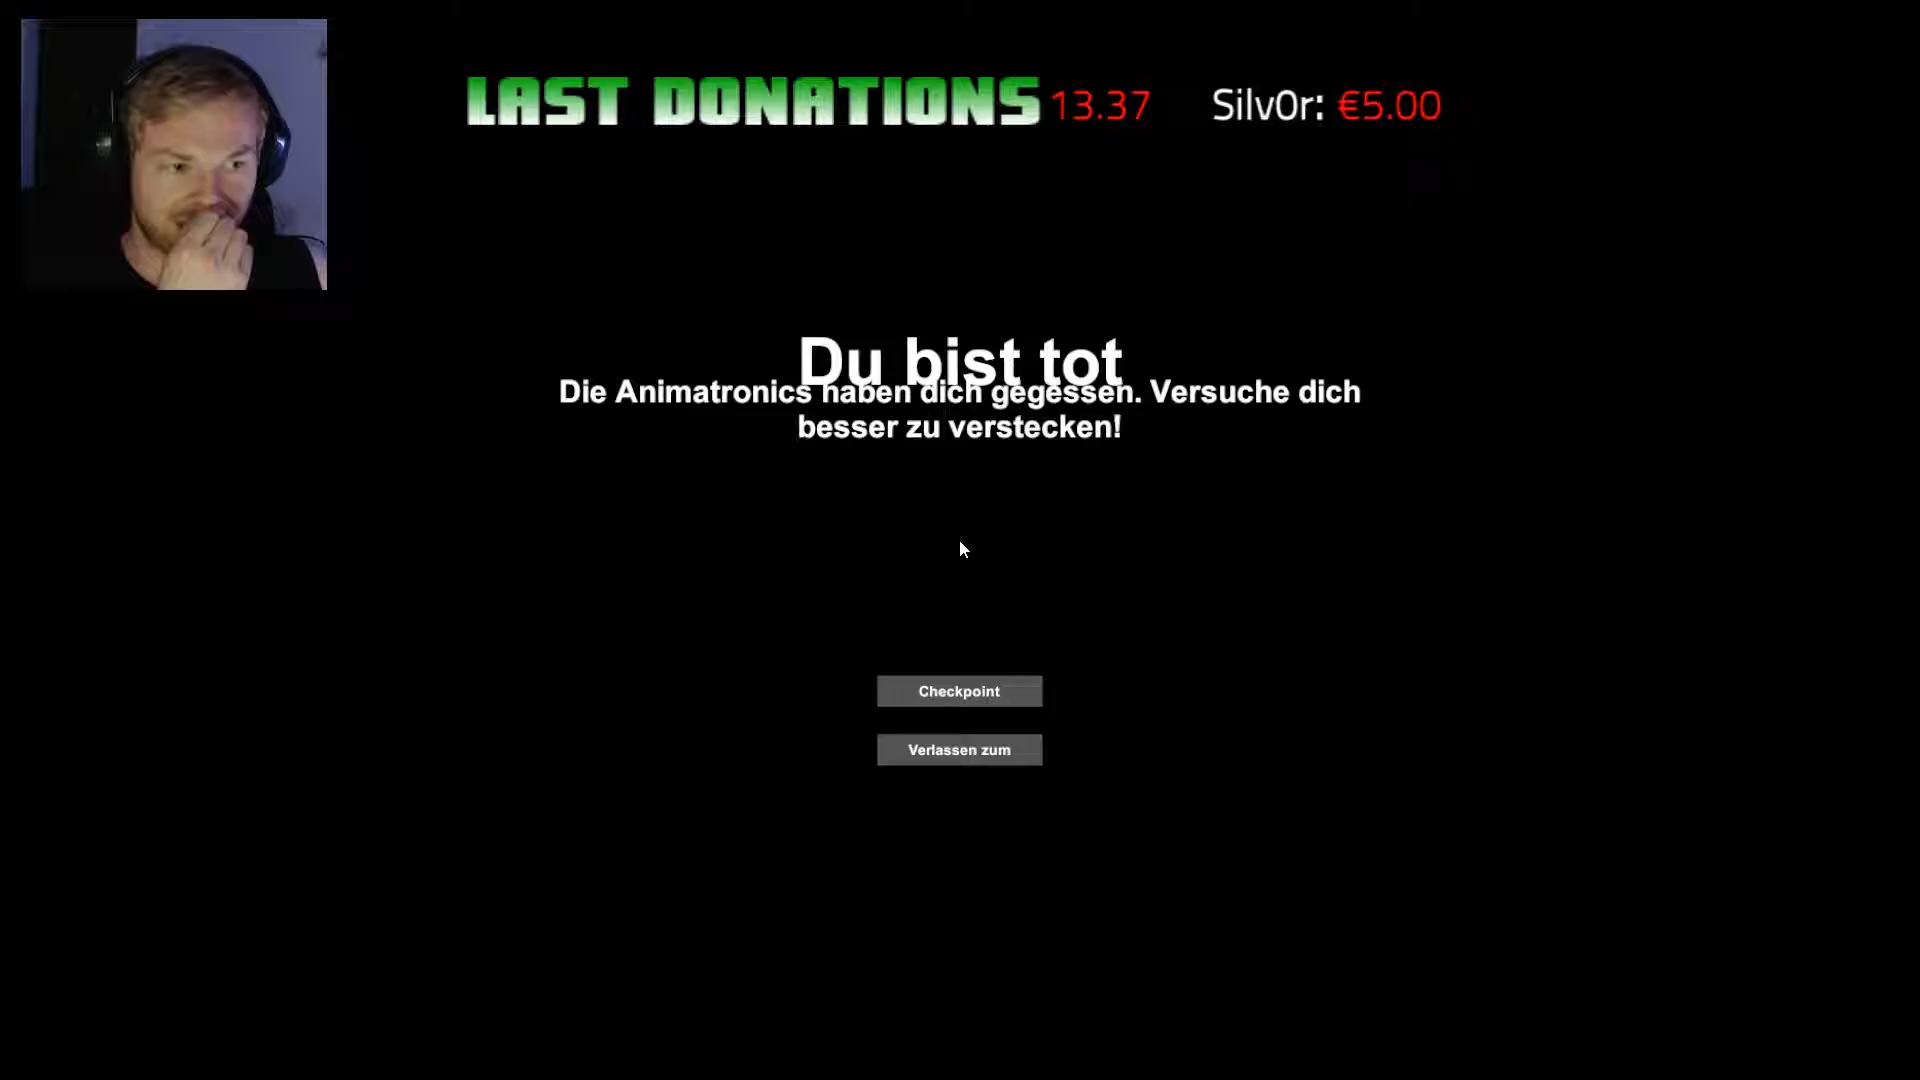 LAST DONATIONS 13.37 Silv0r: €5.00
Du bist tot
Die Animatronics haben dich gegessen. Versuche dich
besser zu verstecken!
Checkpoint
Verlassen zum